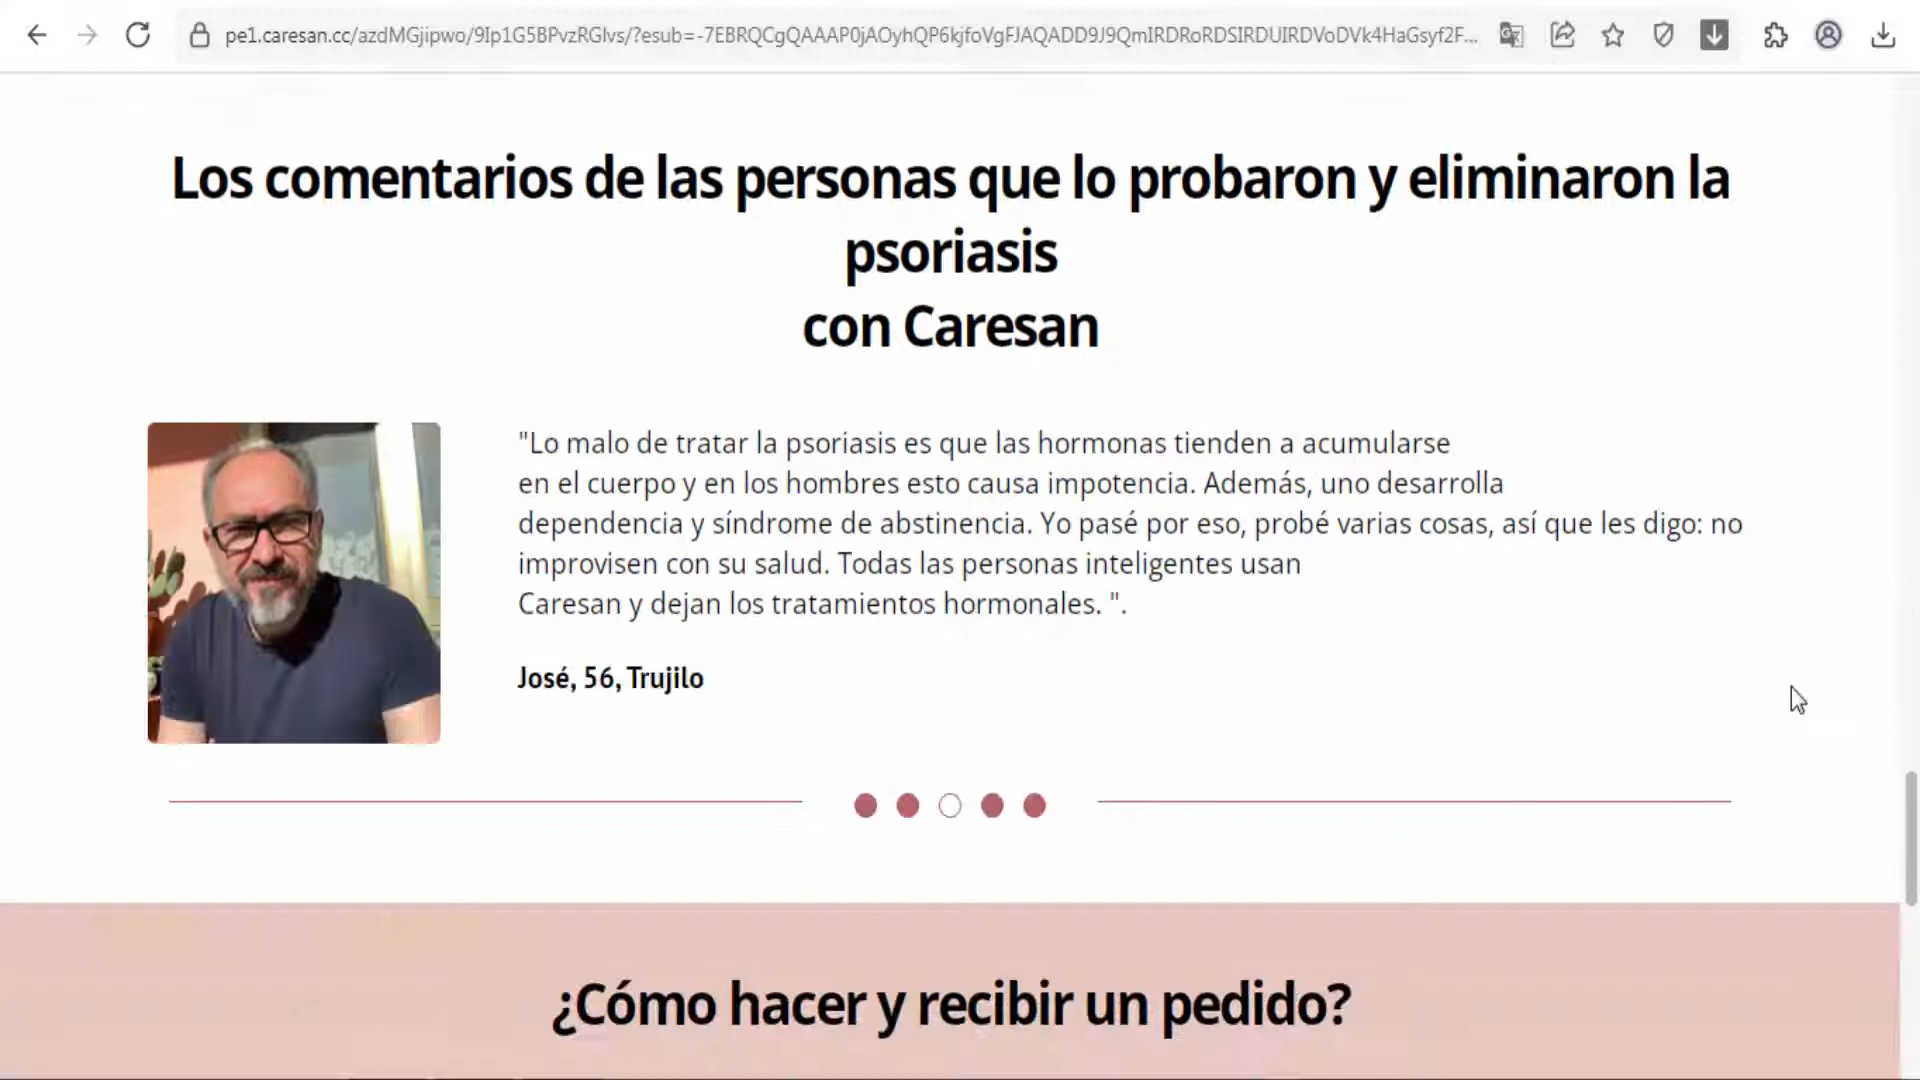 pe1.caresan.cc/azdMGjipwo/9Ip1G5BPvzRGlvs/?esub=-7EBRQCgQAAAP0jAOyhQP6kjfoVgFJAQADD9J9QmIRDRoRDSIRDUIRDVoDVk4HaGsyf2F...
Los comentarios de las personas que lo probaron y eliminaron la
psoriasis
con Caresan
"Lo malo de tratar la psoriasis es que las hormonas tienden a acumularse
en el cuerpo y en los hombres esto causa impotencia. Además, uno desarrolla
dependencia y síndrome de abstinencia. Yo pasé por eso, probé varias cosas, así que les digo: no
improvisen con su salud. Todas las personas inteligentes usan
Caresan y dejan los tratamientos hormonales. ".
José, 56, Trujilo
¿Cómo hacer y recibir un pedido?